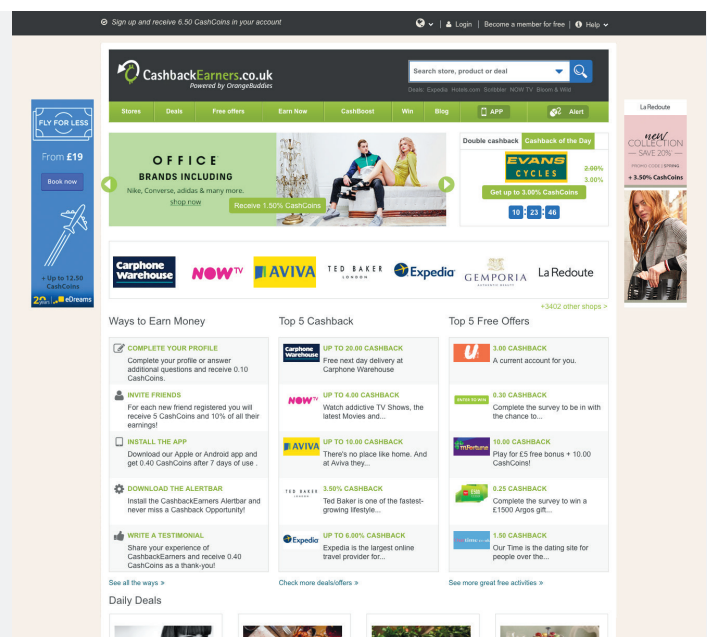 Sign up and receive 6.50 CashCoins in your account
Login | Become a member for free | Help
CashbackEarners.co.uk
Powered by OrangeBuddies
Search store, product or deal
Deals: Expedia Hotels.com Scribbler NOW TV Bloom & Wild
Stores Deals Free offers Earn Now CashBoost Win Blog APP Alert
FLY FOR LESS
From £19
Book now
+ Up to 12.50
CashCoins
eDreams
OFFICE
BRANDS INCLUDING
Nike, Converse, adidas & many more.
shop now
Receive 1.50% CashCoins
Double cashback Cashback of the Day
EVANS
CYCLES
2.00%
3.00%
Get up to 3.00% CashCoins
10 : 23 : 46
La Redoute
new
COLLECTION
— SAVE 20%* —
PROMO CODE | SPRING
+ 3.50% CashCoins
Carphone
Warehouse
NOW TV
AVIVA
TED BAKER
LONDON
Expedia
GEMPORIA
La Redoute
+3402 other shops >
Ways to Earn Money
COMPLETE YOUR PROFILE
Complete your profile or answer
additional questions and receive 0.10
CashCoins.
INVITE FRIENDS
For each new friend registered you will
receive 5 CashCoins and 10% of all their
earnings!
INSTALL THE APP
Download our Apple or Android app and
get 0.40 CashCoins after 7 days of use .
DOWNLOAD THE ALERTBAR
Install the CashbackEarners Alertbar and
never miss a Cashback Opportunity!
WRITE A TESTIMONIAL
Share your experience of
CashbackEarners and receive 0.40
CashCoins as a thank-you!
See all the ways »
Top 5 Cashback
Carphone
Warehouse
UP TO 20.00 CASHBACK
Free next day delivery at
Carphone Warehouse
NOW TV
UP TO 4.00 CASHBACK
Watch addictive TV Shows, the
latest Movies and...
AVIVA
UP TO 10.00 CASHBACK
There's no place like home. And
at Aviva they...
TED BAKER
3.50% CASHBACK
Ted Baker is one of the fastest-
growing lifestyle...
Expedia
UP TO 6.00% CASHBACK
Expedia is the largest online
travel provider for...
Check more deals/offers »
Top 5 Free Offers
3.00 CASHBACK
A current account for you.
ENTER TO WIN
0.30 CASHBACK
Complete the survey to be in with
the chance to...
mFortune
10.00 CASHBACK
Play for £5 free bonus + 10.00
CashCoins!
0.25 CASHBACK
Complete the survey to win a
£1500 Argos gift...
1.50 CASHBACK
Our Time is the dating site for
people over the...
See more great free activities »
Daily Deals